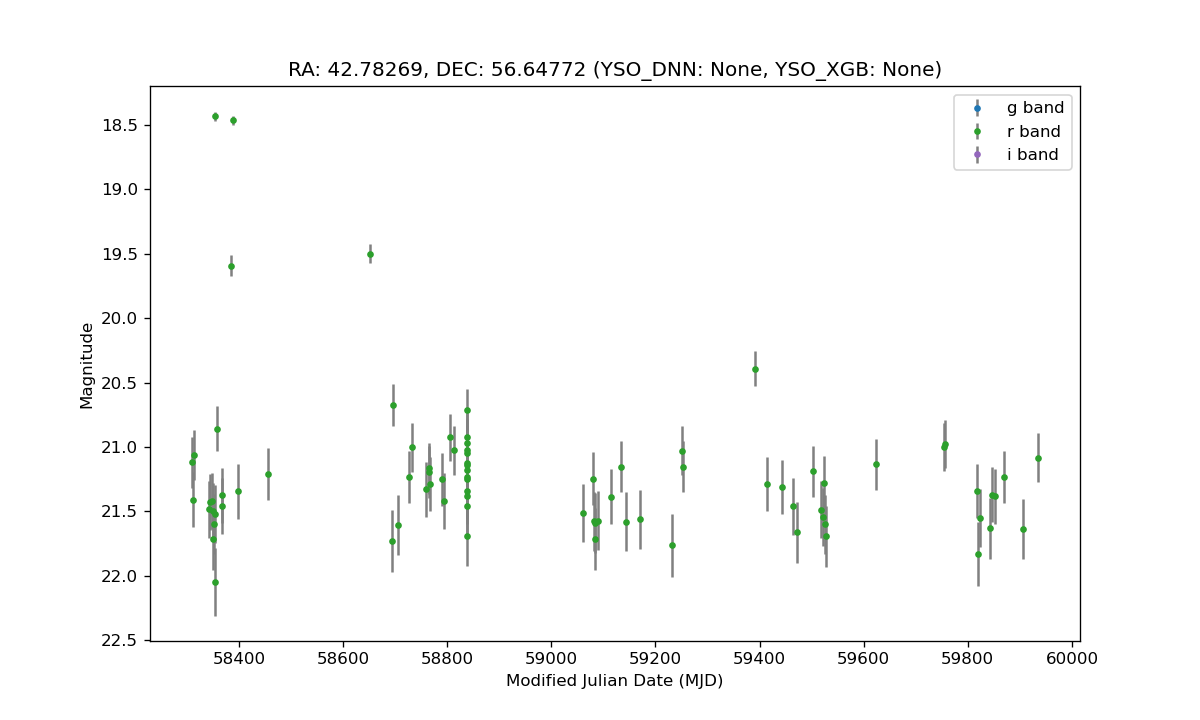 RA: 42.78269, DEC: 56.64772 (YSO_DNN: None, YSO_XGB: None)
g band
r band
i band
18.5
19.0
19.5
20.0
20.5
21.0
21.5
22.0
22.5
Magnitude
58400 58600 58800 59000 59200 59400 59600 59800 60000
Modified Julian Date (MJD)